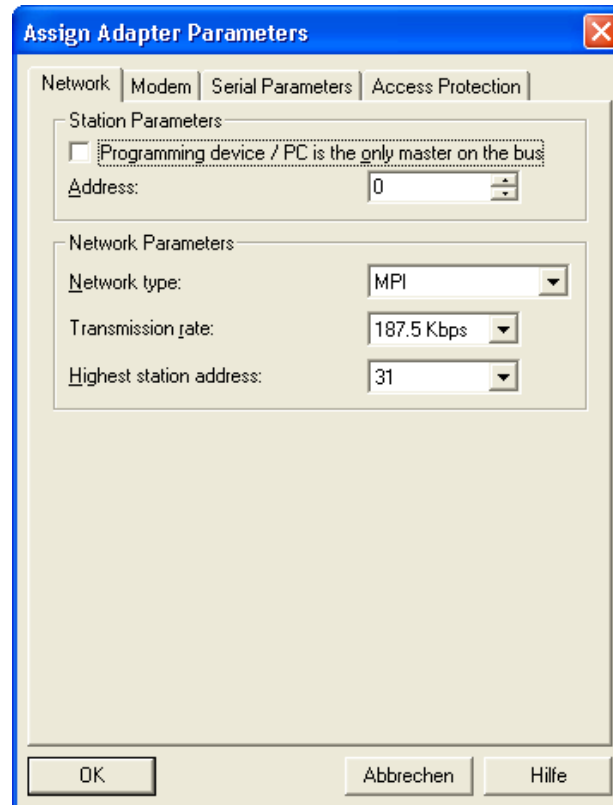 Assign Adapter Parameters
Network Modem Serial Parameters Access Protection
Station Parameters
Programming device / PC is the only master on the bus
Address: 0
Network Parameters
Network type: MPI
Transmission rate: 187.5 Kbps
Highest station address: 31
OK Abbrechen Hilfe